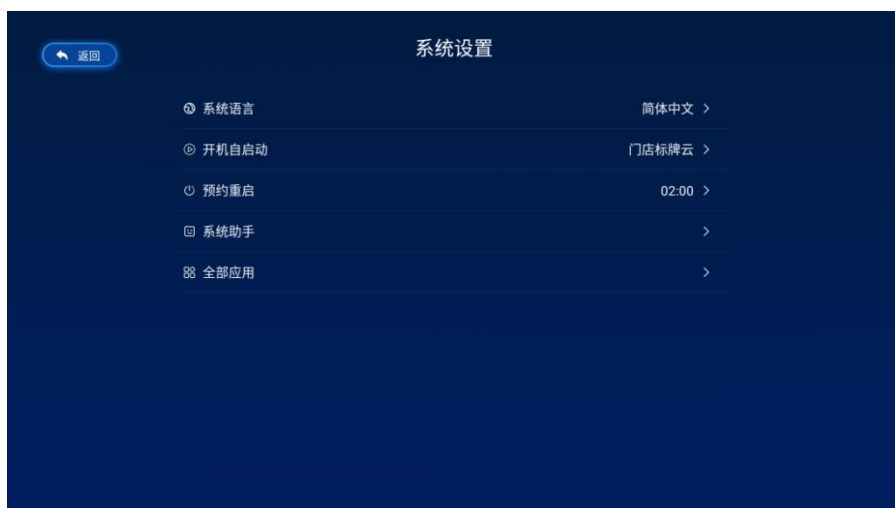 返回
系统设置
系统语言 简体中文
开机自启动 门店标牌云
预约重启 02:00
系统助手
全部应用